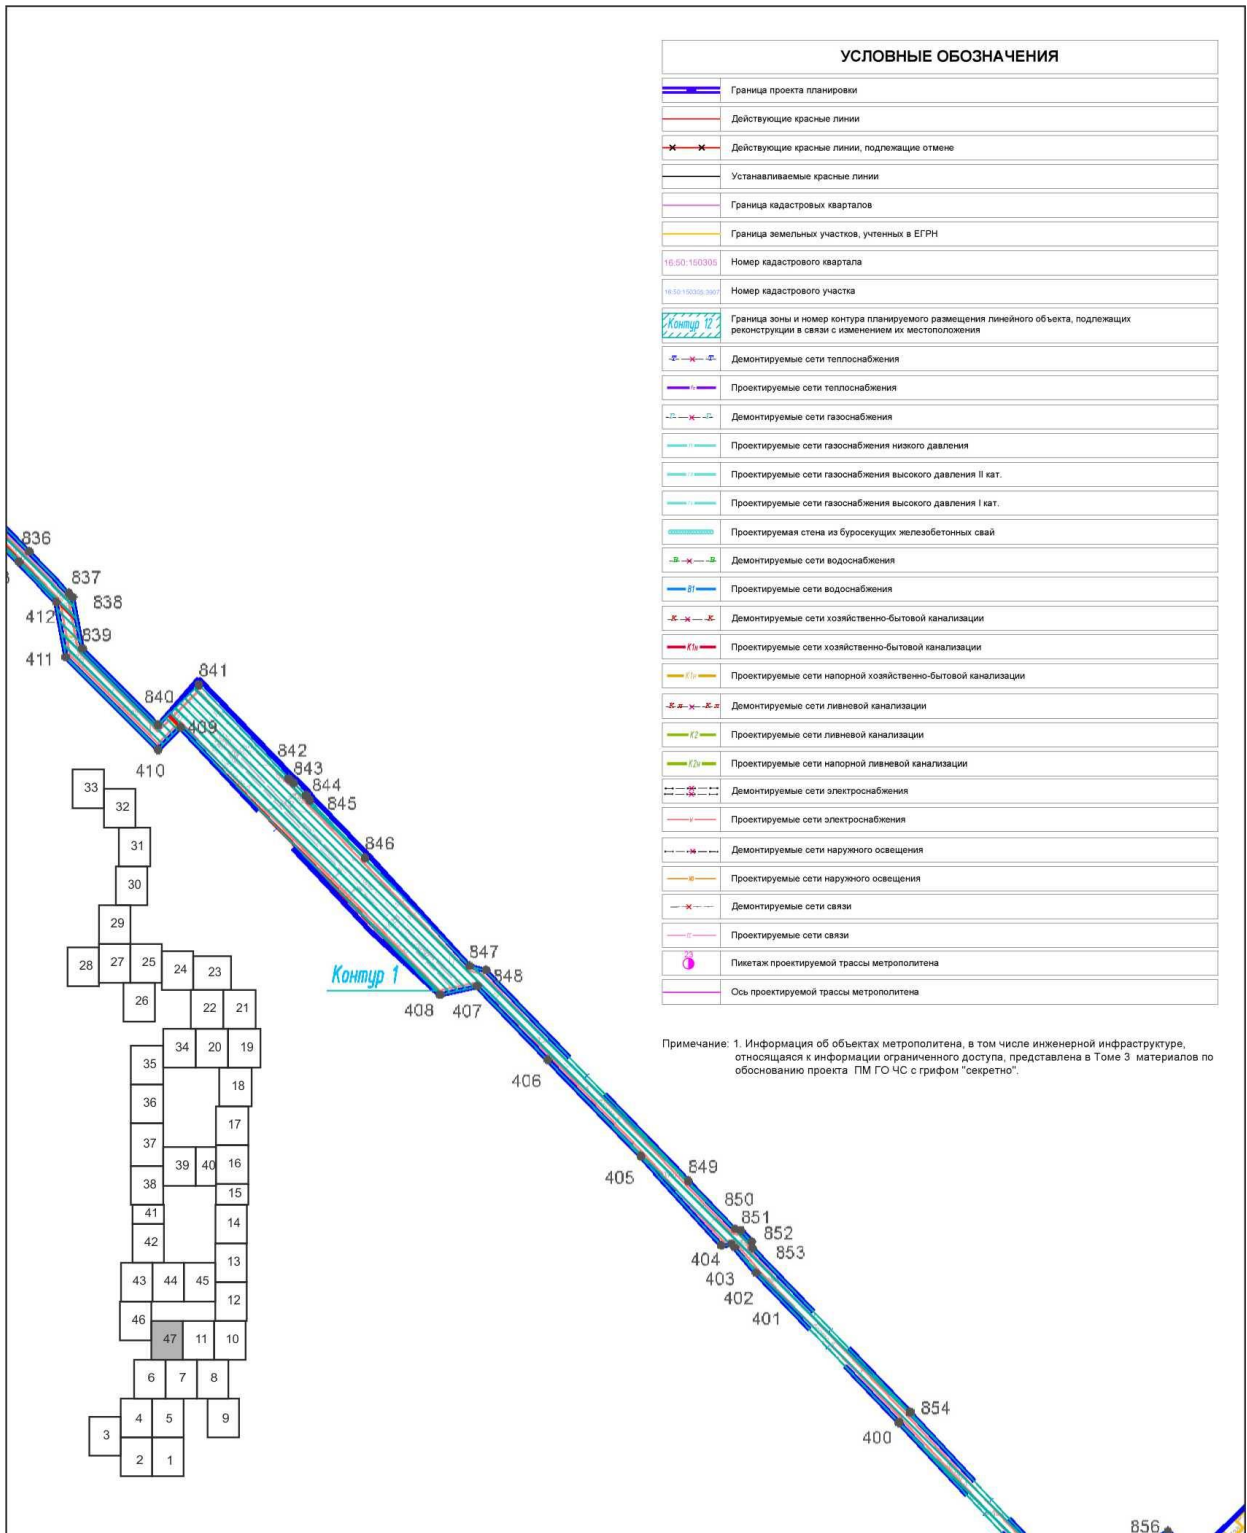 УСЛОВНЫЕ ОБОЗНАЧЕНИЯ
Граница проекта планировки
Действующие красные линии
Действующие красные линии, подлежащие отмене
Устанавливаемые красные линии
Граница кадастровых кварталов
Граница земельных участков, учтенных в ЕГРН
16:50:150305 Номер кадастрового квартала
Номер кадастрового участка
Контур 12 Граница зоны и номер контура планируемого размещения линейного объекта, подлежащих
реконструкции в связи с изменением их местоположения
Т Т Демонтируемые сети теплоснабжения
Проектируемые сети теплоснабжения
Г Г Демонтируемые сети газоснабжения
Проектируемые сети газоснабжения низкого давления
Проектируемые сети газоснабжения высокого давления II кат.
Проектируемые сети газоснабжения высокого давления I кат.
Проектируемая стена из буросекущих железобетонных свай
В В Демонтируемые сети водоснабжения
В1 Проектируемые сети водоснабжения
К К Демонтируемые сети хозяйственно-бытовой канализации
К1н Проектируемые сети хозяйственно-бытовой канализации
Проектируемые сети напорной хозяйственно-бытовой канализации
К л К л Демонтируемые сети ливневой канализации
К2 Проектируемые сети ливневой канализации
К2н Проектируемые сети напорной ливневой канализации
Демонтируемые сети электроснабжения
Проектируемые сети электроснабжения
Демонтируемые сети наружного освещения
Проектируемые сети наружного освещения
Демонтируемые сети связи
Проектируемые сети связи
23 Пикетаж проектируемой трассы метрополитена
Ось проектируемой трассы метрополитена
Примечание: 1. Информация об объектах метрополитена, в том числе инженерной инфраструктуре,
относящаяся к информации ограниченного доступа, представлена в Томе 3 материалов по
обоснованию проекта ПМ ГО ЧС с грифом "секретно".
836
837
838
412
839
411
841
840
409
410
842
843
844
845
846
847
848
Контур 1
408
407
406
849
405
850
851
852
853
404
403
402
401
854
400
856
33
32
31
30
29
28
27
25
24
23
26
22
21
34
20
19
35
18
36
17
37
39
40
16
38
15
41
14
42
13
43
44
45
12
46
47
11
10
6
7
8
4
5
9
3
2
1